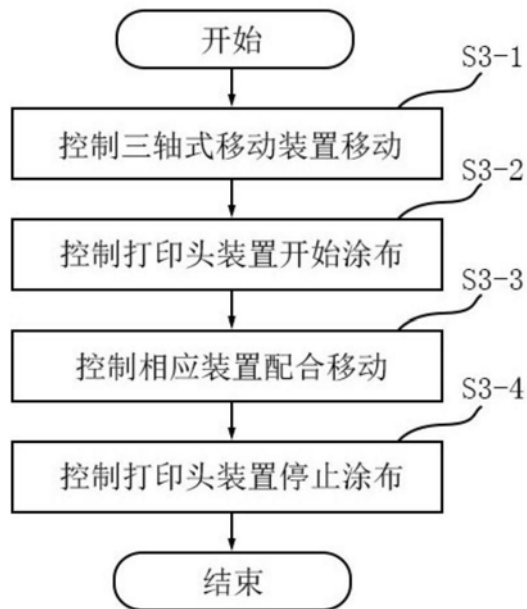 开始
S3-1
控制三轴式移动装置移动
S3-2
控制打印头装置开始涂布
S3-3
控制相应装置配合移动
S3-4
控制打印头装置停止涂布
结束